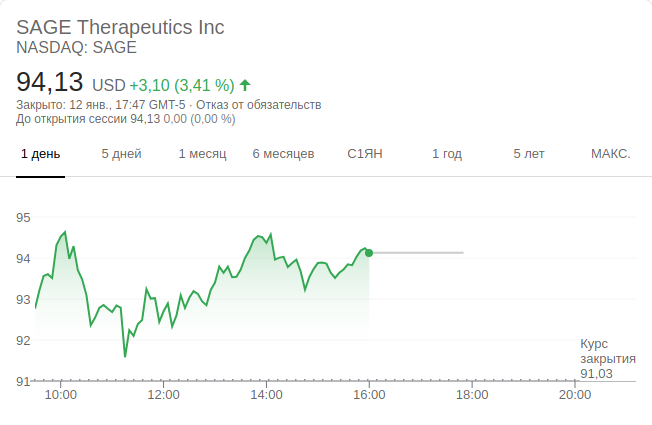 SAGE Therapeutics Inc
NASDAQ: SAGE
94,13 USD +3,10 (3,41 %) ↑
Закрыто: 12 янв., 17:47 GMT-5 · Отказ от обязательств
До открытия сессии 94,13 0,00 (0,00 %)
1 день 5 дней 1 месяц 6 месяцев С1ЯН 1 год 5 лет МАКС.
95
94
93
92
91
Курс
закрытия
91,03
10:00 12:00 14:00 16:00 18:00 20:00